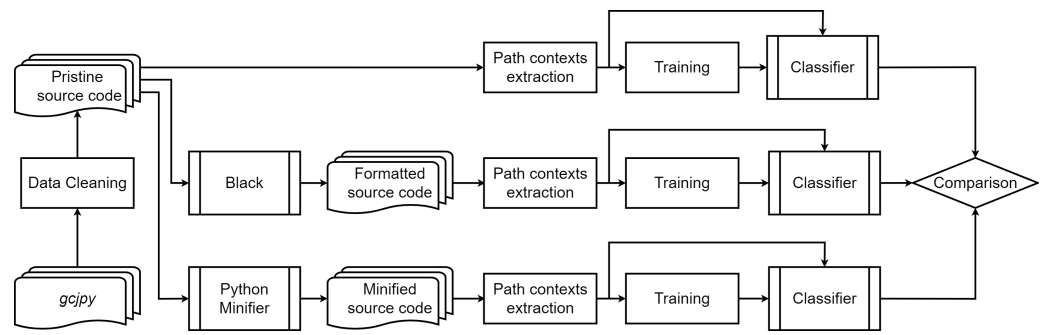 Pristine
source code
Path contexts
extraction
Training
Classifier
Data Cleaning
Black
Formatted
source code
Path contexts
extraction
Training
Classifier
Comparison
gcjpy
Python
Minifier
Minified
source code
Path contexts
extraction
Training
Classifier